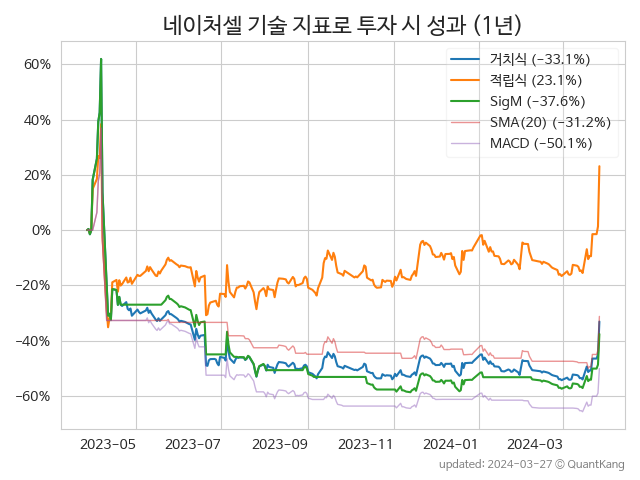 네이처셀 기술 지표로 투자 시 성과 (1년)
거치식 (−33.1%)
적립식 (23.1%)
SigM (−37.6%)
SMA(20) (−31.2%)
MACD (−50.1%)
60%
40%
20%
0%
−20%
−40%
−60%
2023-05 2023-07 2023-09 2023-11 2024-01 2024-03
updated: 2024-03-27 © QuantKang